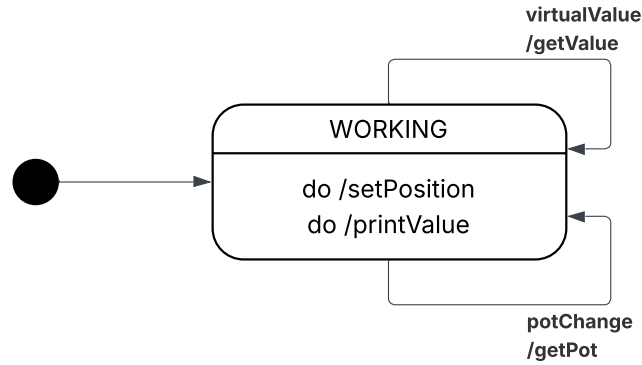 virtualValue
/getValue
WORKING
do /setPosition
do /printValue
potChange
/getPot